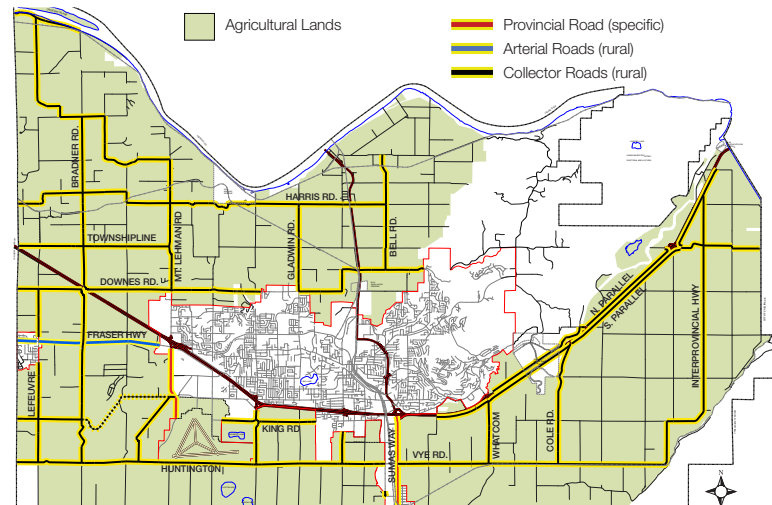 Agricultural Lands
Provincial Road (specific)
Arterial Roads (rural)
Collector Roads (rural)
BRADNER RD.
HARRIS RD.
MT. LEHMAN RD
GLADWIN RD.
BELL RD.
TOWNSHIPLINE
DOWNES RD.
N. PARALLEL
S. PARALLEL
INTERPROVINCIAL HWY
FRASER HWY
LEFEUVRE
KING RD
SUMAS WAY
WHATCOM
COLE RD.
VYE RD.
HUNTINGTON
N